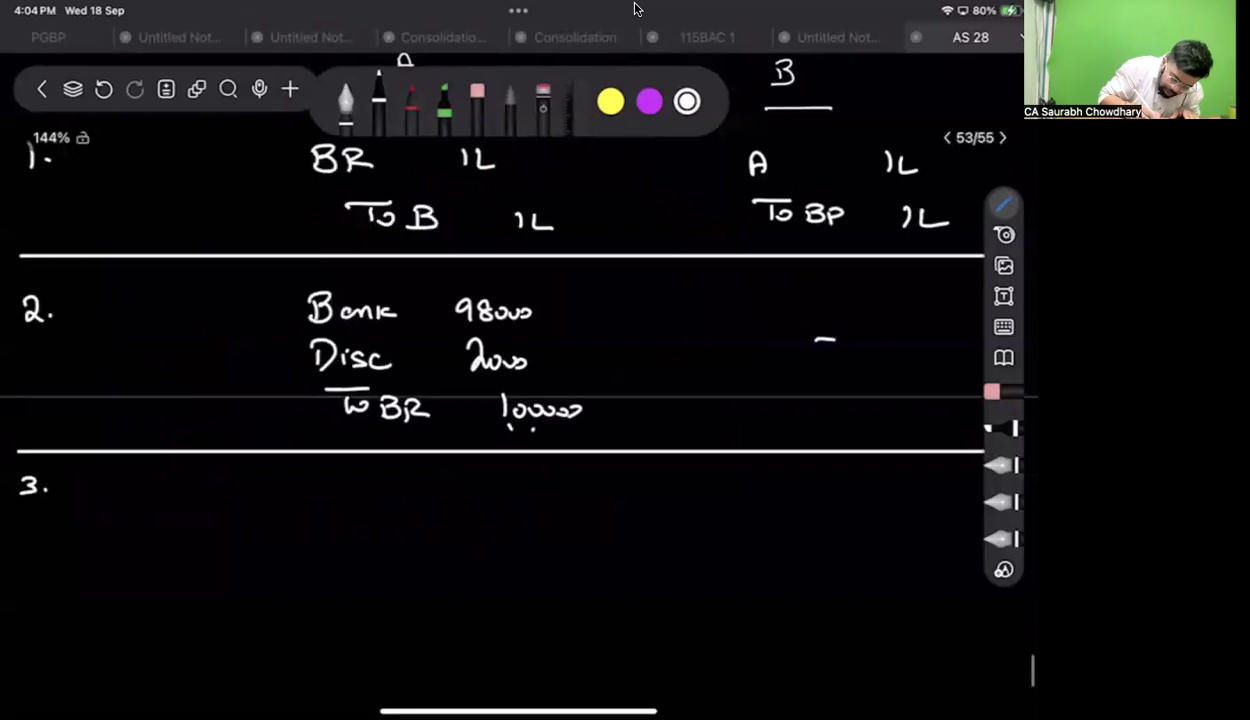 4:04 PM Wed 18 Sep
80%
PGBP
Untitled Not...
Untitled Not...
Consolidatio...
Consolidation
115BAC 1
Untitled Not...
AS 28
CA Saurabh Chowdhary
A
B
144%
53/55
1.
BR 1L
A 1L
To B 1L
To BP 1L
2.
Bank 98000
Disc 2000
To BR 100000
-
3.